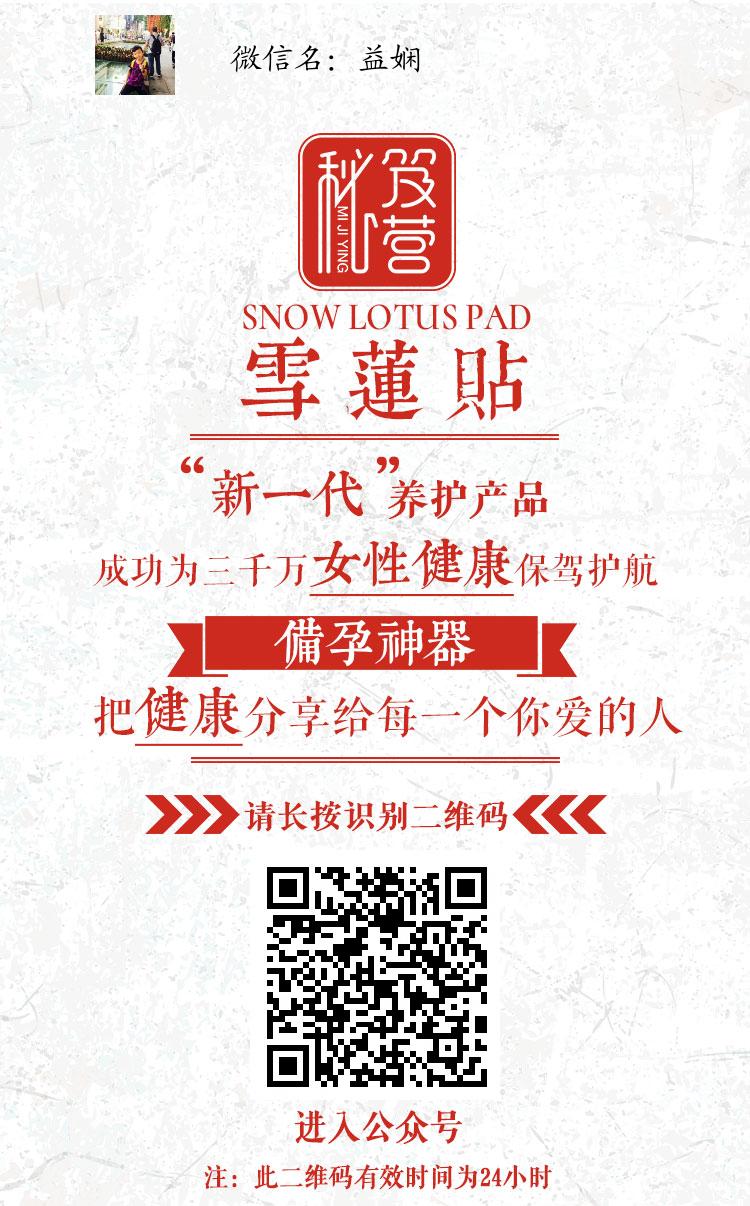 微信名：益娴
秘笈营
MI JI YING
SNOW LOTUS PAD
雪蓮貼
“新一代”养护产品
成功为三千万女性健康保驾护航
備孕神器
把健康分享给每一个你爱的人
请长按识别二维码
进入公众号
注：此二维码有效时间为24小时